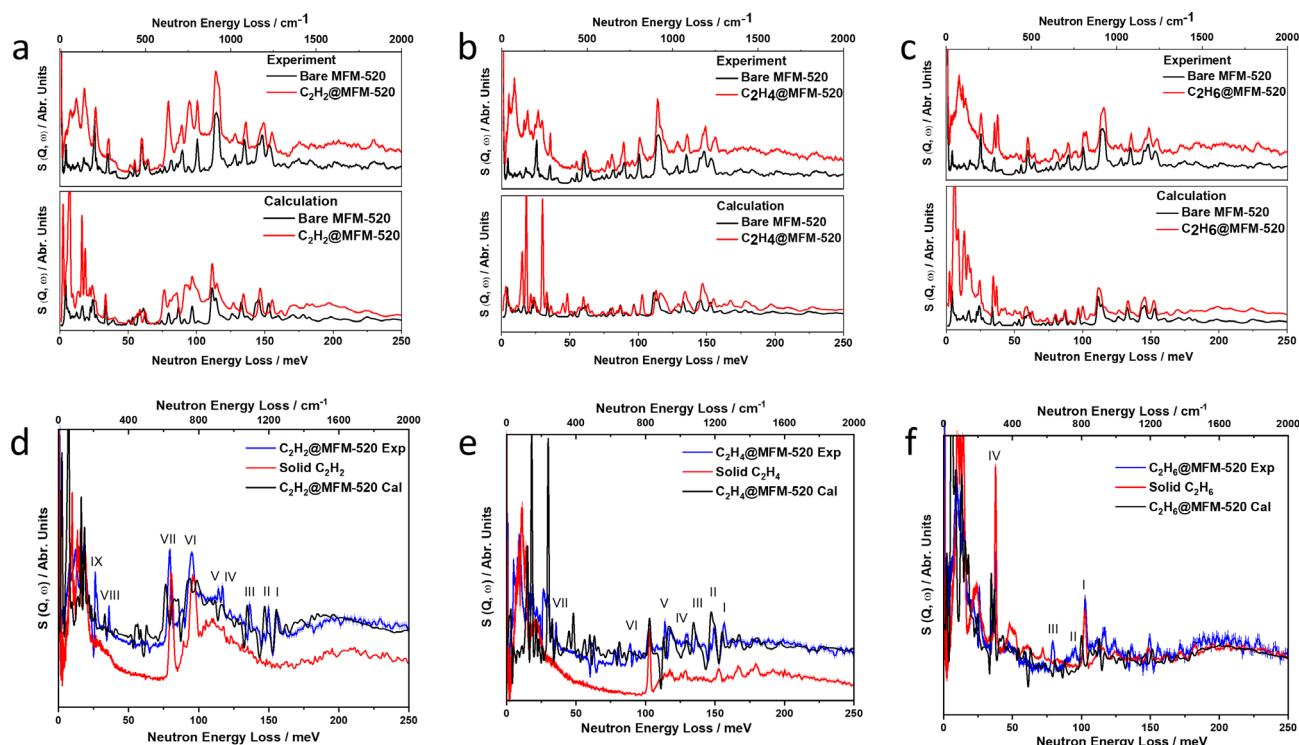 a
Neutron Energy Loss / cm⁻¹
0 500 1000 1500 2000
Experiment
Bare MFM-520
C₂H₂@MFM-520
Calculation
Bare MFM-520
C₂H₂@MFM-520
S (Q, ω) / Abr. Units
S (Q, ω) / Abr. Units
0 50 100 150 200 250
Neutron Energy Loss / meV
b
Neutron Energy Loss / cm⁻¹
0 500 1000 1500 2000
Experiment
Bare MFM-520
C2H4@MFM-520
Calculation
Bare MFM-520
C2H4@MFM-520
S (Q, ω) / Abr. Units
S (Q, ω) / Abr. Units
0 50 100 150 200 250
Neutron Energy Loss / meV
c
Neutron Energy Loss / cm⁻¹
0 500 1000 1500 2000
Experiment
Bare MFM-520
C2H6@MFM-520
Calculation
Bare MFM-520
C2H6@MFM-520
S (Q, ω) / Abr. Units
S (Q, ω) / Abr. Units
0 50 100 150 200 250
Neutron Energy Loss / meV
d
Neutron Energy Loss / cm⁻¹
0 400 800 1200 1600 2000
C₂H₂@MFM-520 Exp
Solid C₂H₂
C₂H₂@MFM-520 Cal
IX VIII VII VI V IV III II I
S (Q, ω) / Abr. Units
0 50 100 150 200 250
Neutron Energy Loss / meV
e
Neutron Energy Loss / cm⁻¹
0 400 800 1200 1600 2000
C₂H₄@MFM-520 Exp
Solid C₂H₄
C₂H₄@MFM-520 Cal
VII VI V IV III II I
S (Q, ω) / Abr. Units
0 50 100 150 200 250
Neutron Energy Loss / meV
f
Neutron Energy Loss / cm⁻¹
0 400 800 1200 1600 2000
C₂H₆@MFM-520 Exp
Solid C₂H₆
C₂H₆@MFM-520 Cal
IV III II I
S (Q, ω) / Abr. Units
0 50 100 150 200 250
Neutron Energy Loss / meV